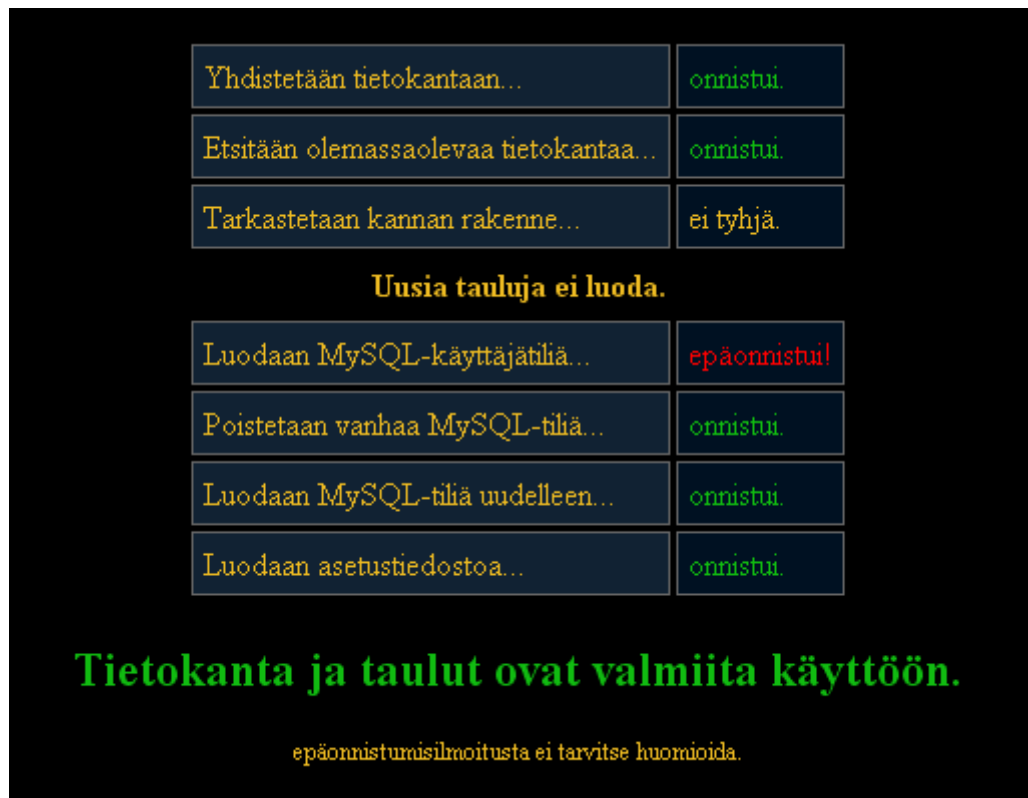 Yhdistetään tietokantaan... onnistui.
Etsitään olemassaolevaa tietokantaa... onnistui.
Tarkastetaan kannan rakenne... ei tyhjä.
Uusia tauluja ei luoda.
Luodaan MySQL-käyttäjätiliä... epäonnistui!
Poistetaan vanhaa MySQL-tiliä... onnistui.
Luodaan MySQL-tiliä uudelleen... onnistui.
Luodaan asetustiedostoa... onnistui.
Tietokanta ja taulut ovat valmiita käyttöön.
epäonnistumisilmoitusta ei tarvitse huomioida.